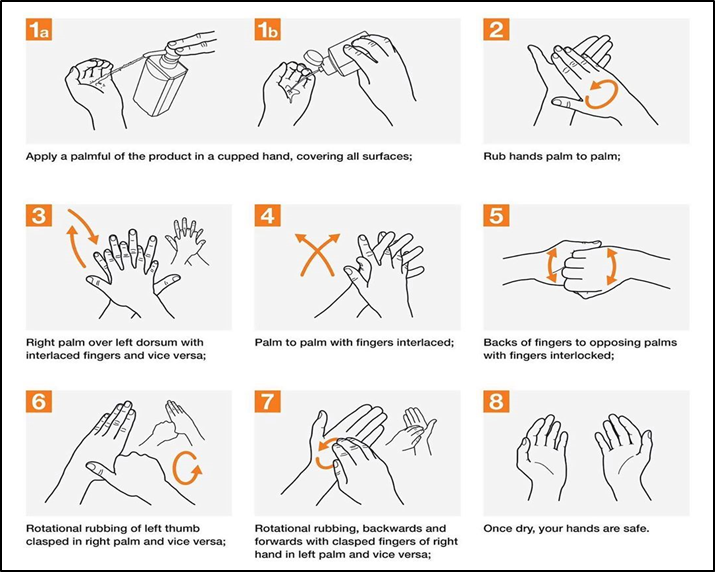 1a
1b
Apply a palmful of the product in a cupped hand, covering all surfaces;
2
Rub hands palm to palm;
3
Right palm over left dorsum with
interlaced fingers and vice versa;
4
Palm to palm with fingers interlaced;
5
Backs of fingers to opposing palms
with fingers interlocked;
6
Rotational rubbing of left thumb
clasped in right palm and vice versa;
7
Rotational rubbing, backwards and
forwards with clasped fingers of right
hand in left palm and vice versa;
8
Once dry, your hands are safe.